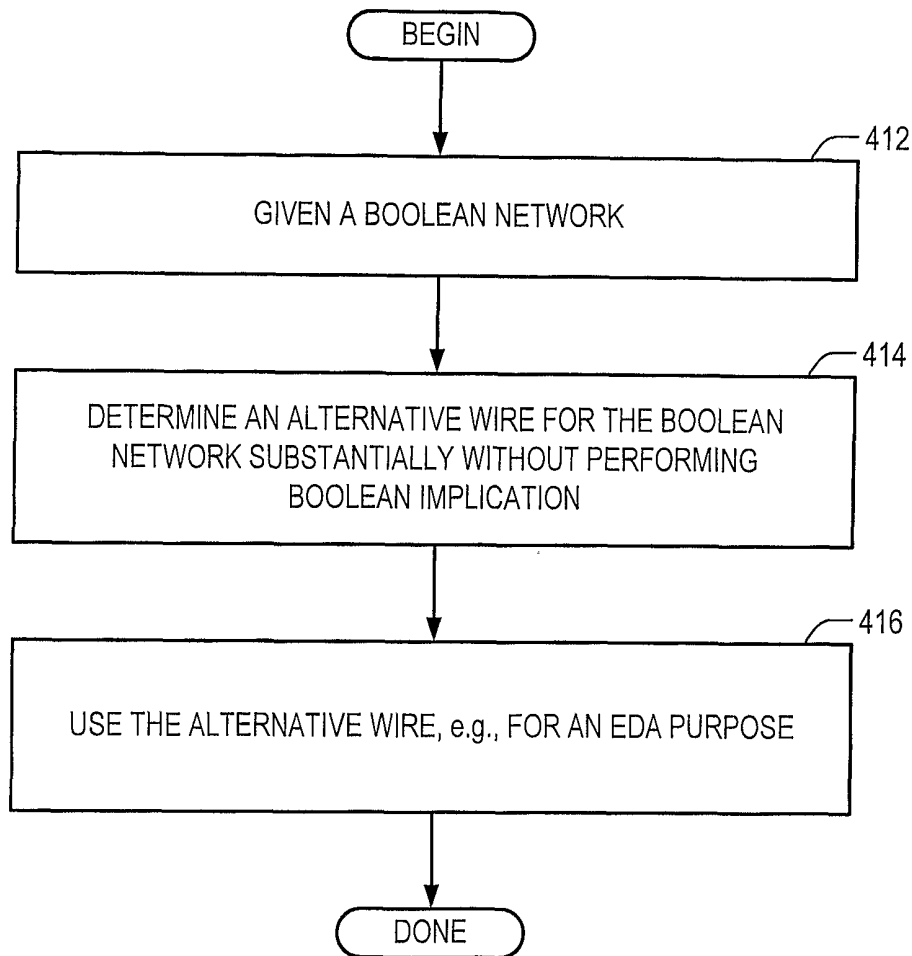 BEGIN
412
GIVEN A BOOLEAN NETWORK
414
DETERMINE AN ALTERNATIVE WIRE FOR THE BOOLEAN
NETWORK SUBSTANTIALLY WITHOUT PERFORMING
BOOLEAN IMPLICATION
416
USE THE ALTERNATIVE WIRE, e.g., FOR AN EDA PURPOSE
DONE